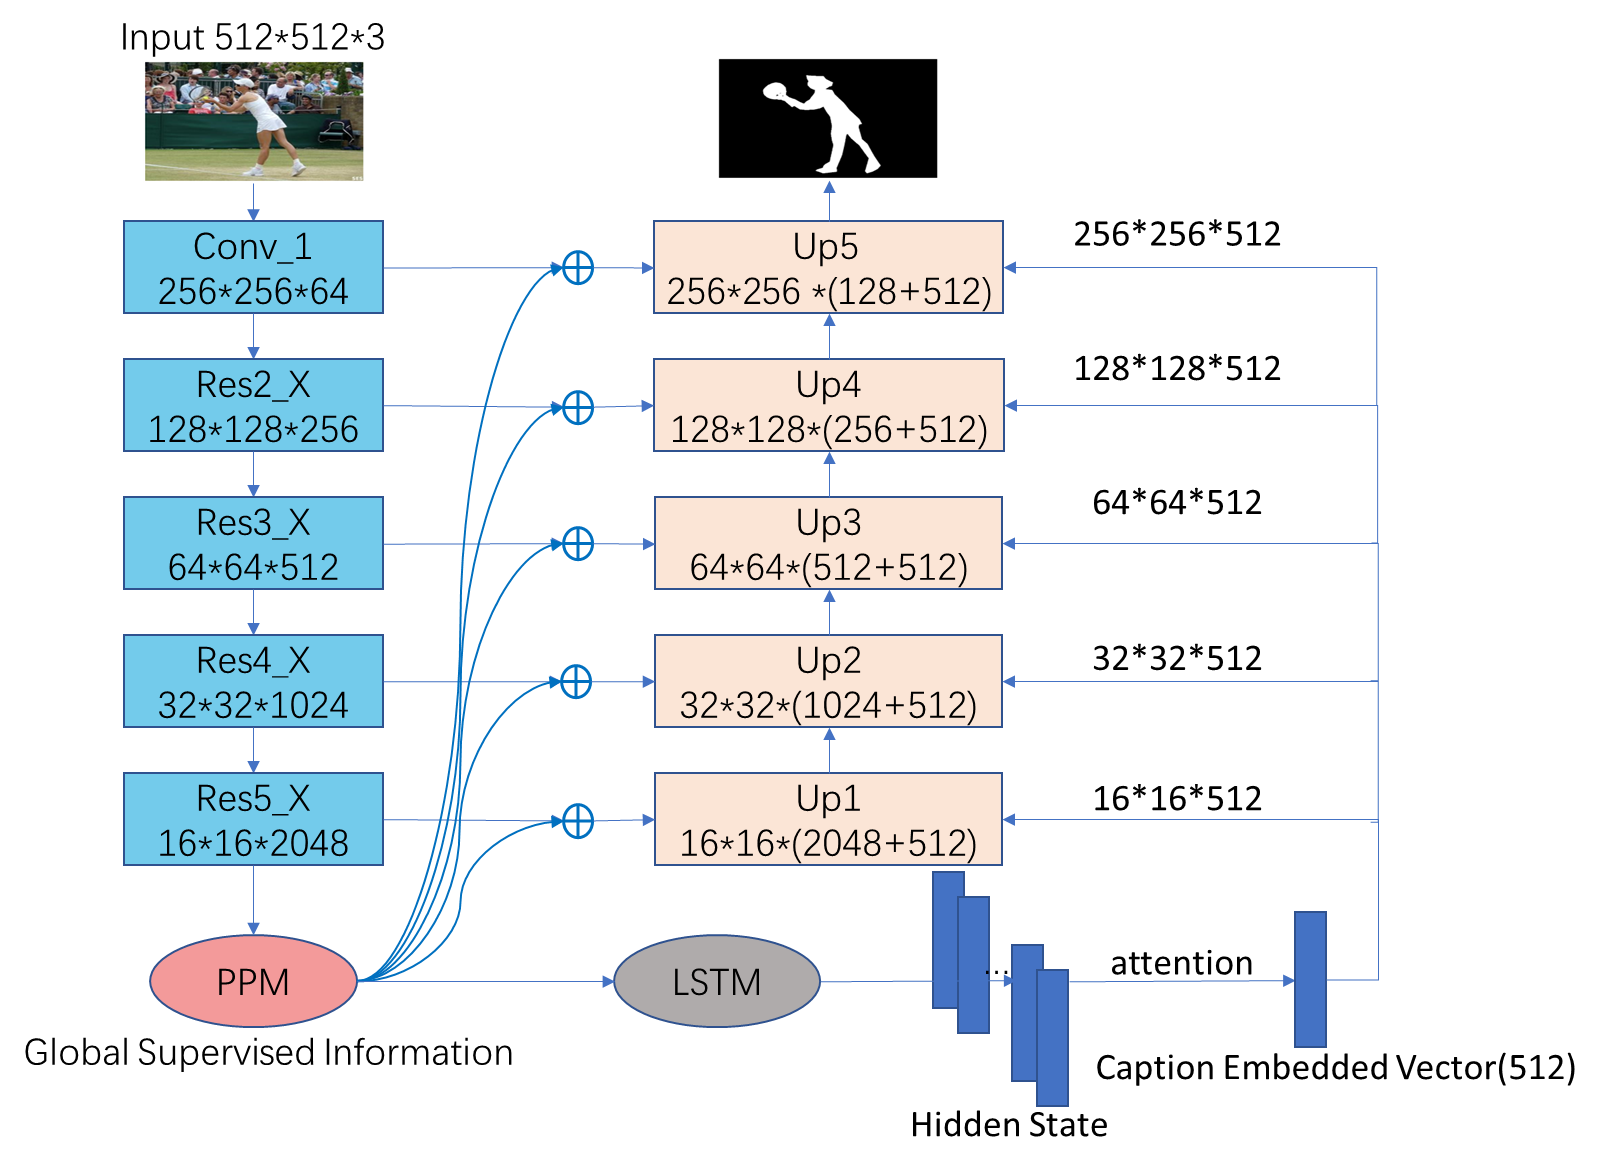 Input 512*512*3
Conv_1
256*256*64
Res2_X
128*128*256
Res3_X
64*64*512
Res4_X
32*32*1024
Res5_X
16*16*2048
PPM
Global Supervised Information
Up5
256*256 *(128+512)
Up4
128*128*(256+512)
Up3
64*64*(512+512)
Up2
32*32*(1024+512)
Up1
16*16*(2048+512)
256*256*512
128*128*512
64*64*512
32*32*512
16*16*512
LSTM
...
attention
Caption Embedded Vector(512)
Hidden State